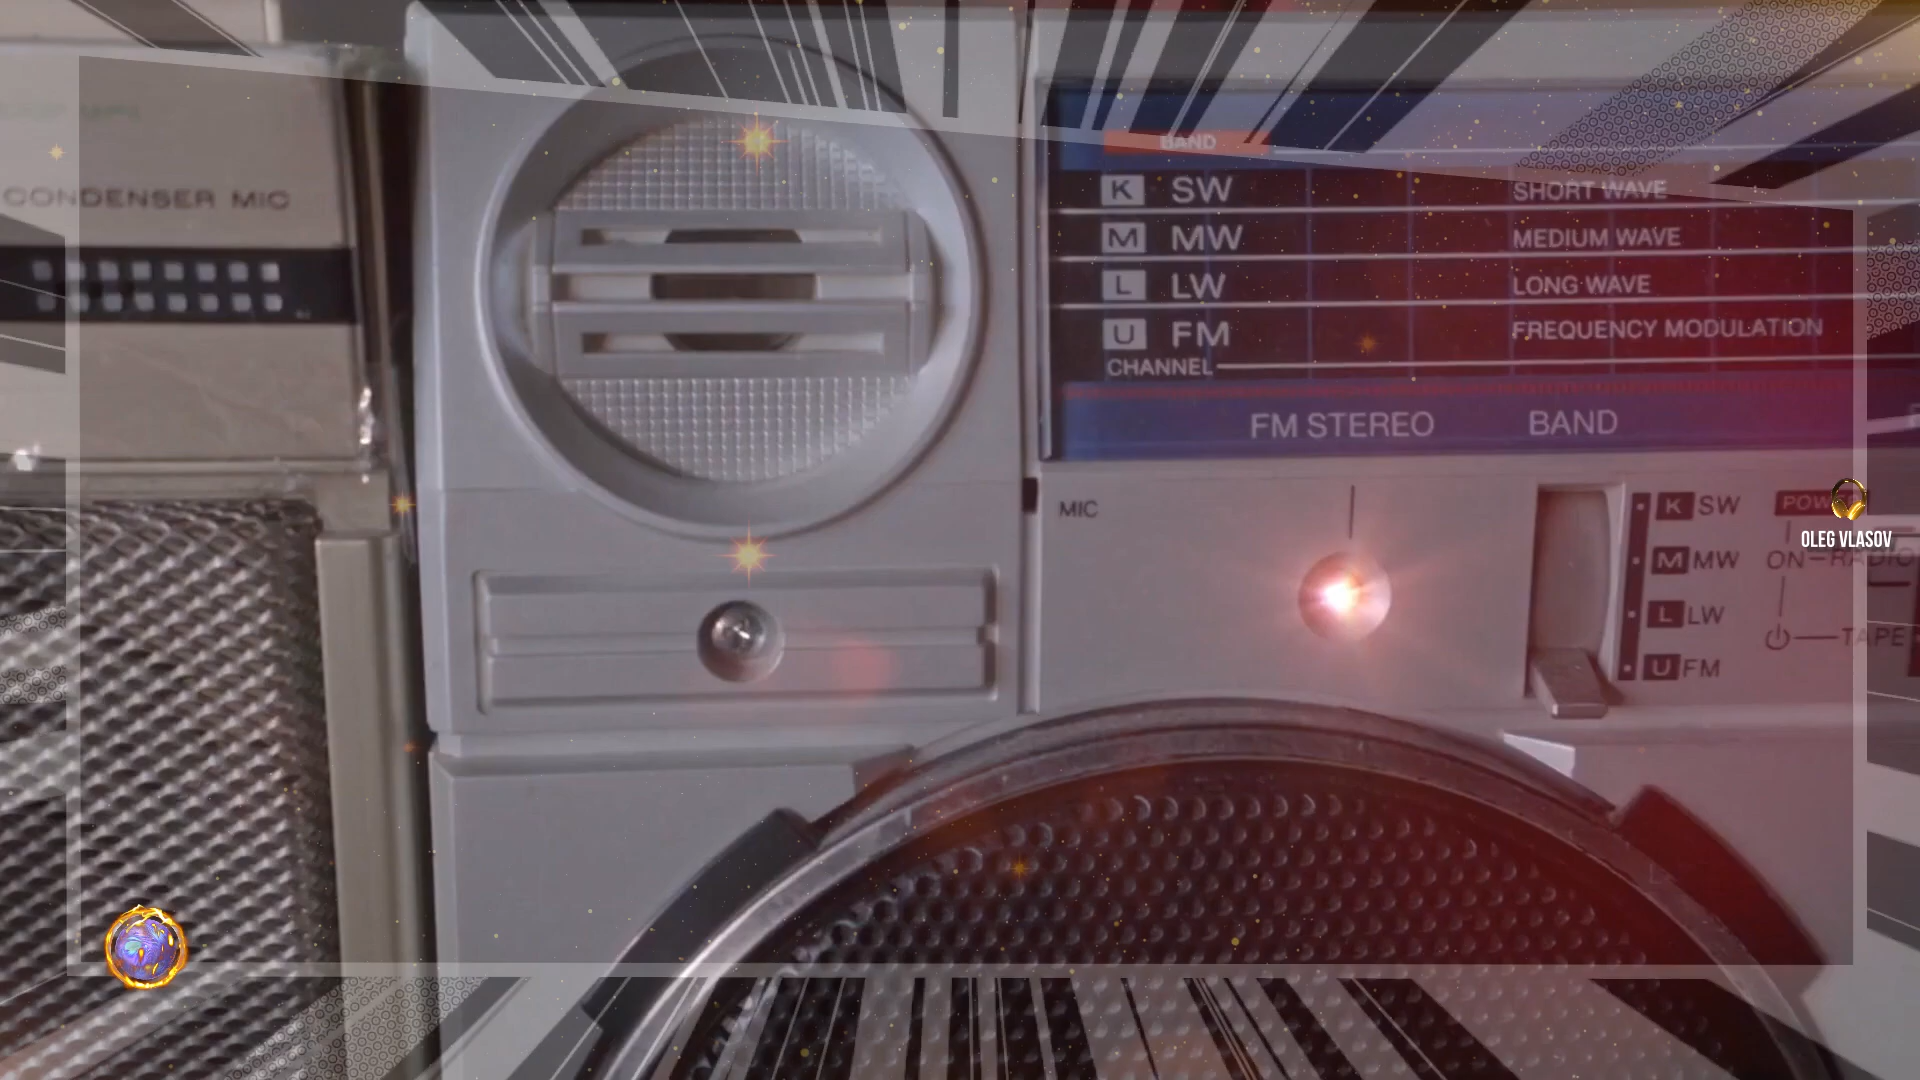 CONDENSER MIC
BAND
K SW SHORT WAVE
M MW MEDIUM WAVE
L LW LONG WAVE
U FM FREQUENCY MODULATION
CHANNEL
FM STEREO BAND
MIC
K SW
M MW
L LW
U FM
ON—RADIO
TAPE
OLEG VLASOV